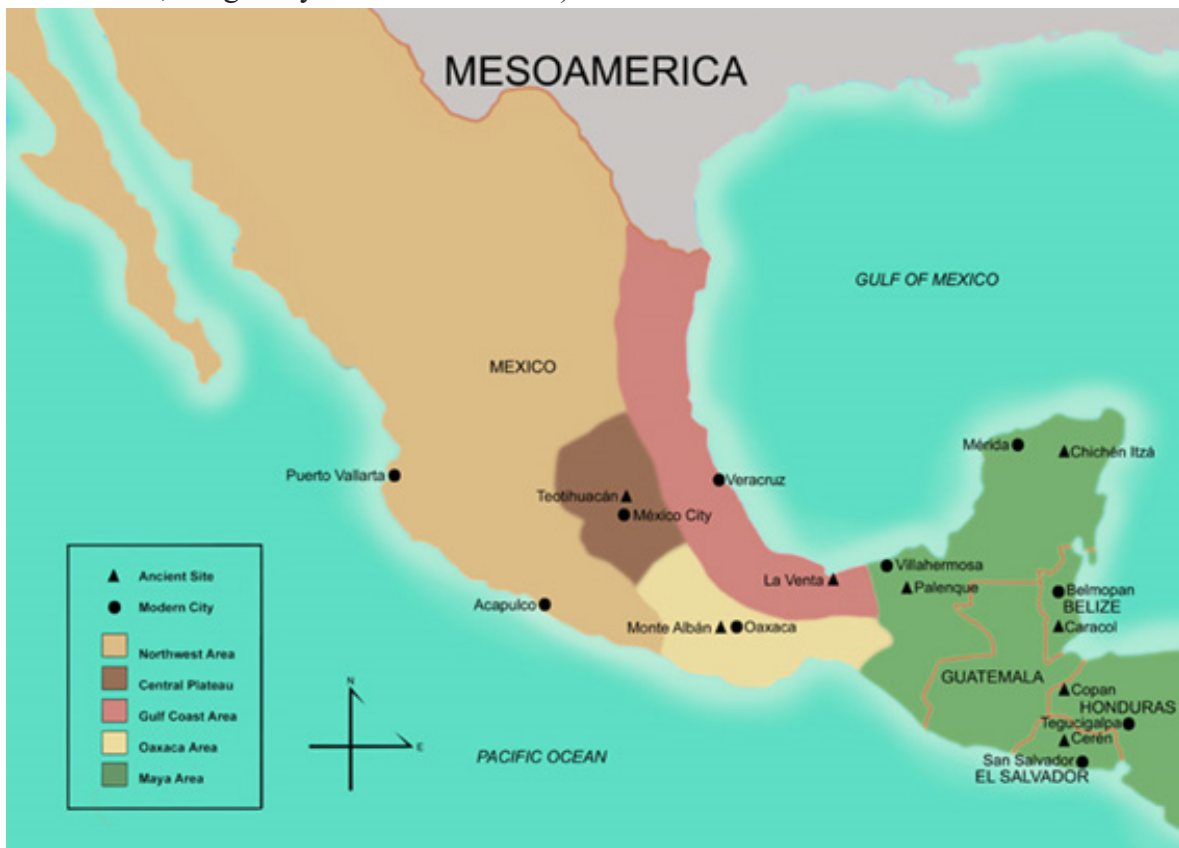 MESOAMERICA
GULF OF MEXICO
MEXICO
Mérida
Chichén Itzá
Puerto Vallarta
Veracruz
Teotihuacán
México City
Villahermosa
La Venta
Palenque
Belmopan
BELIZE
Acapulco
Monte Albán
Oaxaca
Caracol
GUATEMALA
Copan
HONDURAS
Tegucigalpa
Cerén
San Salvador
EL SALVADOR
PACIFIC OCEAN
Ancient Site
Modern City
Northwest Area
Central Plateau
Gulf Coast Area
Oaxaca Area
Maya Area
N
E